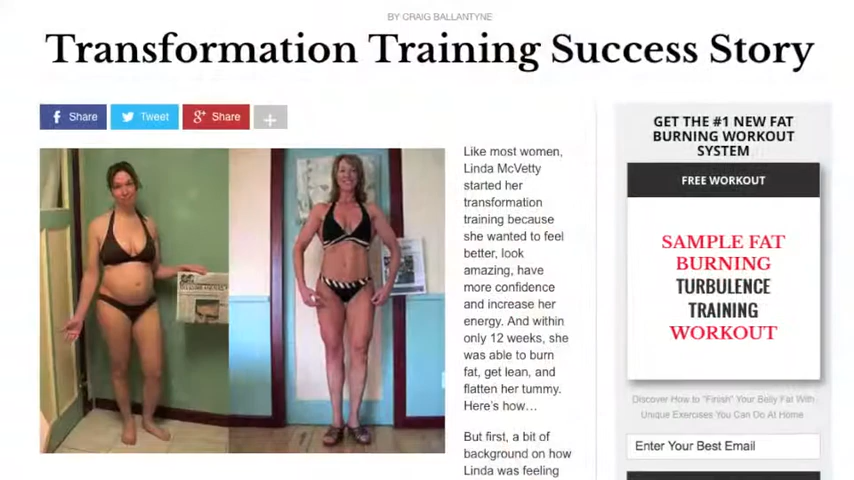 BY CRAIG BALLANTYNE
Transformation Training Success Story
Share
Tweet
Share
Like most women,
Linda McVetty
started her
transformation
training because
she wanted to feel
better, look
amazing, have
more confidence
and increase her
energy. And within
only 12 weeks, she
was able to burn
fat, get lean, and
flatten her tummy.
Here's how…
But first, a bit of
background on how
Linda was feeling
GET THE #1 NEW FAT
BURNING WORKOUT
SYSTEM
FREE WORKOUT
SAMPLE FAT
BURNING
TURBULENCE
TRAINING
WORKOUT
Discover How to "Finish" Your Belly Fat With
Unique Exercises You Can Do At Home
Enter Your Best Email